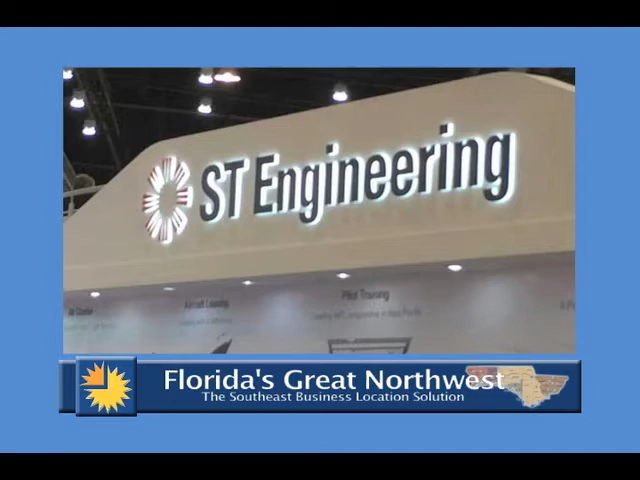 ST Engineering
Aircraft Leasing
Pilot Training
Florida's Great Northwest
The Southeast Business Location Solution